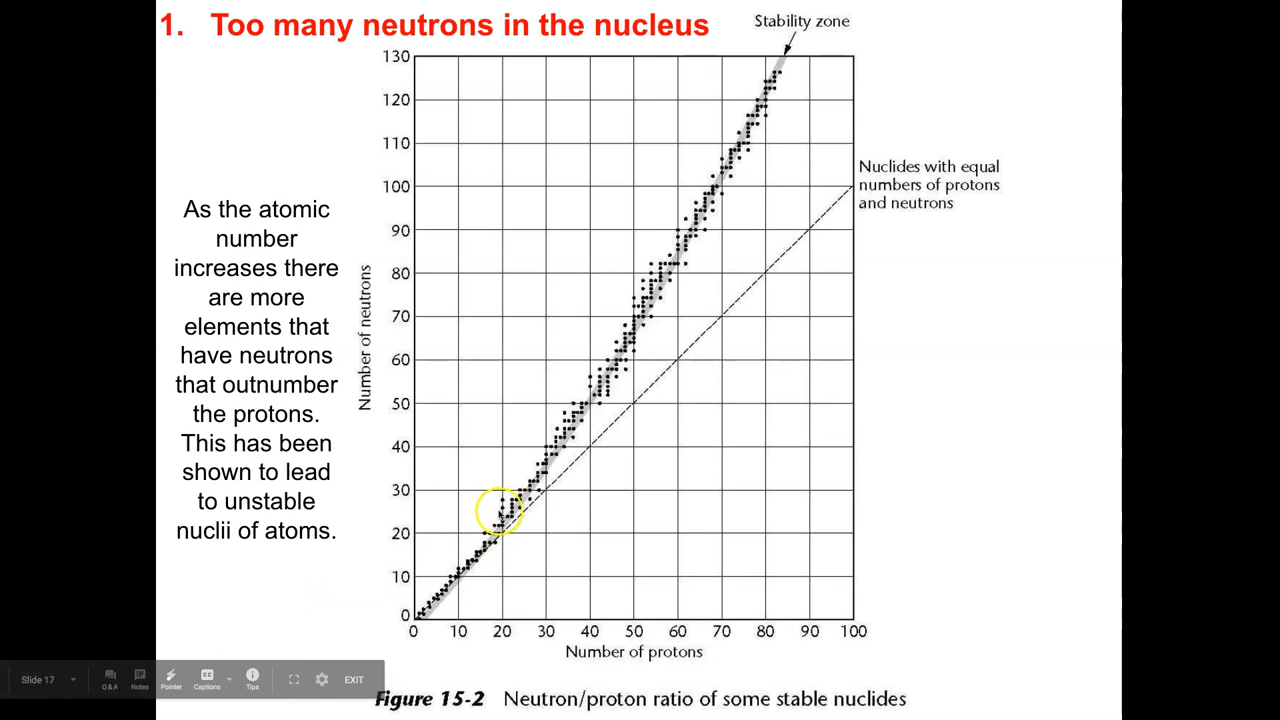 1. Too many neutrons in the nucleus
Stability zone
130
120
110
100
90
80
70
60
50
40
30
20
10
0
Number of neutrons
Nuclides with equal
numbers of protons
and neutrons
As the atomic
number
increases there
are more
elements that
have neutrons
that outnumber
the protons.
This has been
shown to lead
to unstable
nuclii of atoms.
0 10 20 30 40 50 60 70 80 90 100
Number of protons
Slide 17
Q&A
Notes
Pointer
CC
Captions
Tips
EXIT
Figure 15-2 Neutron/proton ratio of some stable nuclides